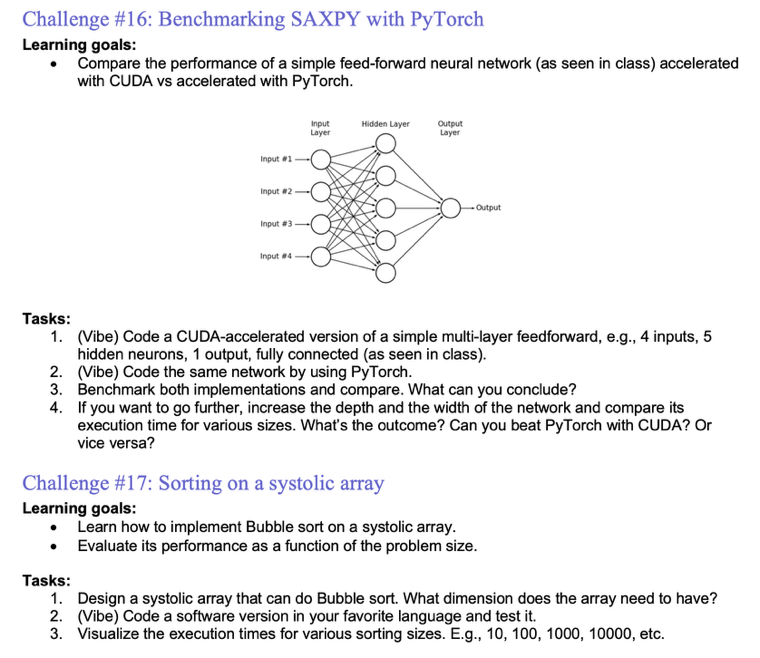 Challenge #16: Benchmarking SAXPY with PyTorch
Learning goals:
• Compare the performance of a simple feed-forward neural network (as seen in class) accelerated
with CUDA vs accelerated with PyTorch.
Input
Layer
Hidden Layer
Output
Layer
Input #1
Input #2
Input #3
Input #4
Output
Tasks:
1. (Vibe) Code a CUDA-accelerated version of a simple multi-layer feedforward, e.g., 4 inputs, 5
hidden neurons, 1 output, fully connected (as seen in class).
2. (Vibe) Code the same network by using PyTorch.
3. Benchmark both implementations and compare. What can you conclude?
4. If you want to go further, increase the depth and the width of the network and compare its
execution time for various sizes. What's the outcome? Can you beat PyTorch with CUDA? Or
vice versa?
Challenge #17: Sorting on a systolic array
Learning goals:
• Learn how to implement Bubble sort on a systolic array.
• Evaluate its performance as a function of the problem size.
Tasks:
1. Design a systolic array that can do Bubble sort. What dimension does the array need to have?
2. (Vibe) Code a software version in your favorite language and test it.
3. Visualize the execution times for various sorting sizes. E.g., 10, 100, 1000, 10000, etc.